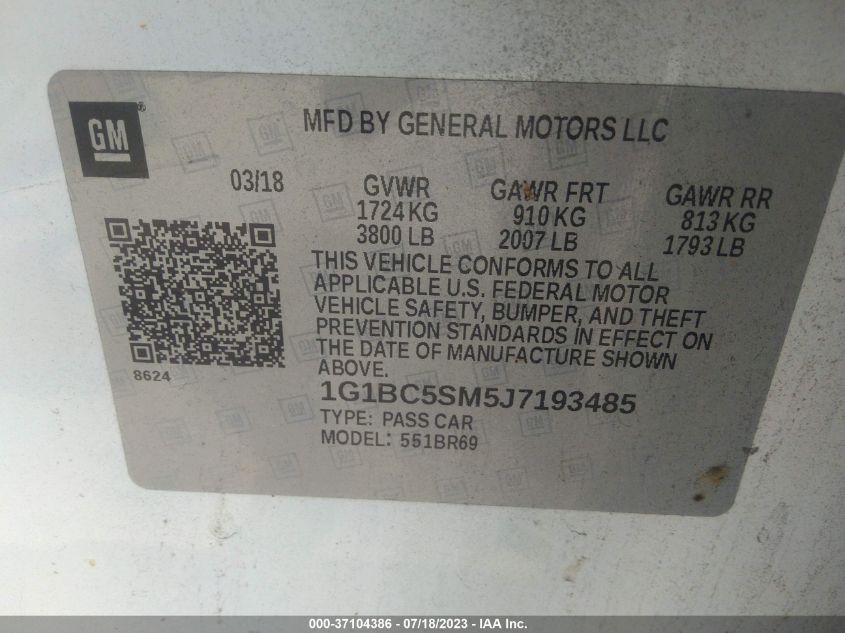 GM®
MFD BY GENERAL MOTORS LLC
03/18
GVWR
1724 KG
3800 LB
GAWR FRT
910 KG
2007 LB
GAWR RR
813 KG
1793 LB
THIS VEHICLE CONFORMS TO ALL
APPLICABLE U.S. FEDERAL MOTOR
VEHICLE SAFETY, BUMPER, AND THEFT
PREVENTION STANDARDS IN EFFECT ON
THE DATE OF MANUFACTURE SHOWN
ABOVE.
8624
1G1BC5SM5J7193485
TYPE: PASS CAR
MODEL: 551BR69
000-37104386 - 07/18/2023 - IAA Inc.